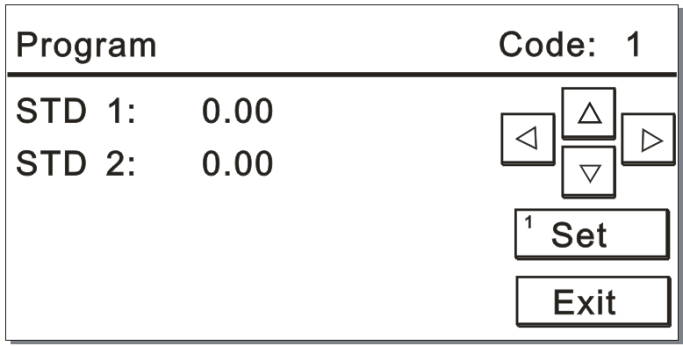 Program Code: 1
STD 1: 0.00
STD 2: 0.00
1 Set
Exit